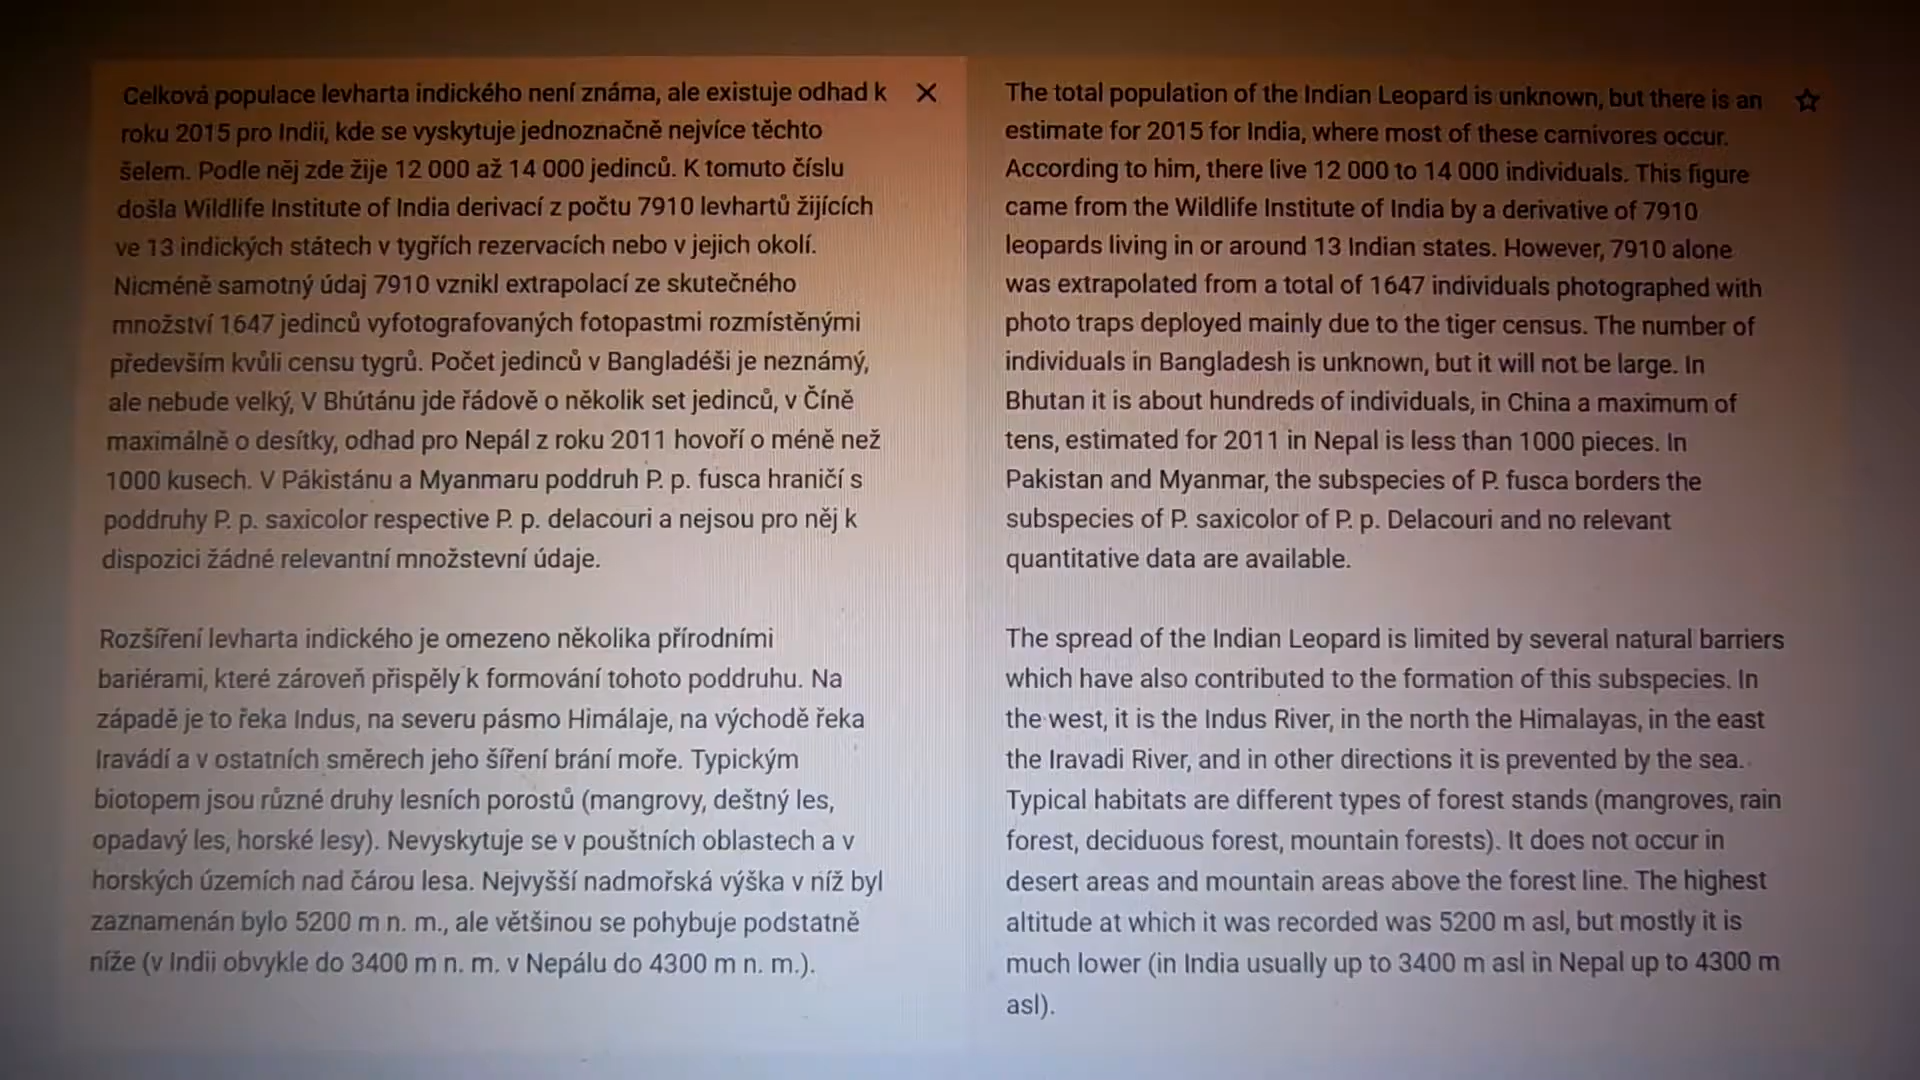 Celková populace levharta indického není známa, ale existuje odhad k
roku 2015 pro Indii, kde se vyskytuje jednoznačně nejvíce těchto
šelem. Podle něj zde žije 12 000 až 14 000 jedinců. K tomuto číslu
došla Wildlife Institute of India derivací z počtu 7910 levhartů žijících
ve 13 indických státech v tygřích rezervacích nebo v jejich okolí.
Nicméně samotný údaj 7910 vznikl extrapolací ze skutečného
množství 1647 jedinců vyfotografovaných fotopastmi rozmístěnými
především kvůli censu tygrů. Počet jedinců v Bangladéši je neznámý,
ale nebude velký, V Bhútánu jde řádově o několik set jedinců, v Číně
maximálně o desítky, odhad pro Nepál z roku 2011 hovoří o méně než
1000 kusech. V Pákistánu a Myanmaru poddruh P. p. fusca hraničí s
poddruhy P. p. saxicolor respective P. p. delacouri a nejsou pro něj k
dispozici žádné relevantní množstevní údaje.
Rozšíření levharta indického je omezeno několika přírodními
bariérami, které zároveň přispěly k formování tohoto poddruhu. Na
západě je to řeka Indus, na severu pásmo Himálaje, na východě řeka
Iravádí a v ostatních směrech jeho šíření brání moře. Typickým
biotopem jsou různé druhy lesních porostů (mangrovy, deštný les,
opadavý les, horské lesy). Nevyskytuje se v pouštních oblastech a v
horských územích nad čárou lesa. Nejvyšší nadmořská výška v níž byl
zaznamenán bylo 5200 m n. m., ale většinou se pohybuje podstatně
níže (v Indii obvykle do 3400 m n. m. v Nepálu do 4300 m n. m.).
The total population of the Indian Leopard is unknown, but there is an
estimate for 2015 for India, where most of these carnivores occur.
According to him, there live 12 000 to 14 000 individuals. This figure
came from the Wildlife Institute of India by a derivative of 7910
leopards living in or around 13 Indian states. However, 7910 alone
was extrapolated from a total of 1647 individuals photographed with
photo traps deployed mainly due to the tiger census. The number of
individuals in Bangladesh is unknown, but it will not be large. In
Bhutan it is about hundreds of individuals, in China a maximum of
tens, estimated for 2011 in Nepal is less than 1000 pieces. In
Pakistan and Myanmar, the subspecies of P. fusca borders the
subspecies of P. saxicolor of P. p. Delacouri and no relevant
quantitative data are available.
The spread of the Indian Leopard is limited by several natural barriers
which have also contributed to the formation of this subspecies. In
the west, it is the Indus River, in the north the Himalayas, in the east
the Iravadi River, and in other directions it is prevented by the sea.
Typical habitats are different types of forest stands (mangroves, rain
forest, deciduous forest, mountain forests). It does not occur in
desert areas and mountain areas above the forest line. The highest
altitude at which it was recorded was 5200 m asl, but mostly it is
much lower (in India usually up to 3400 m asl in Nepal up to 4300 m
asl).